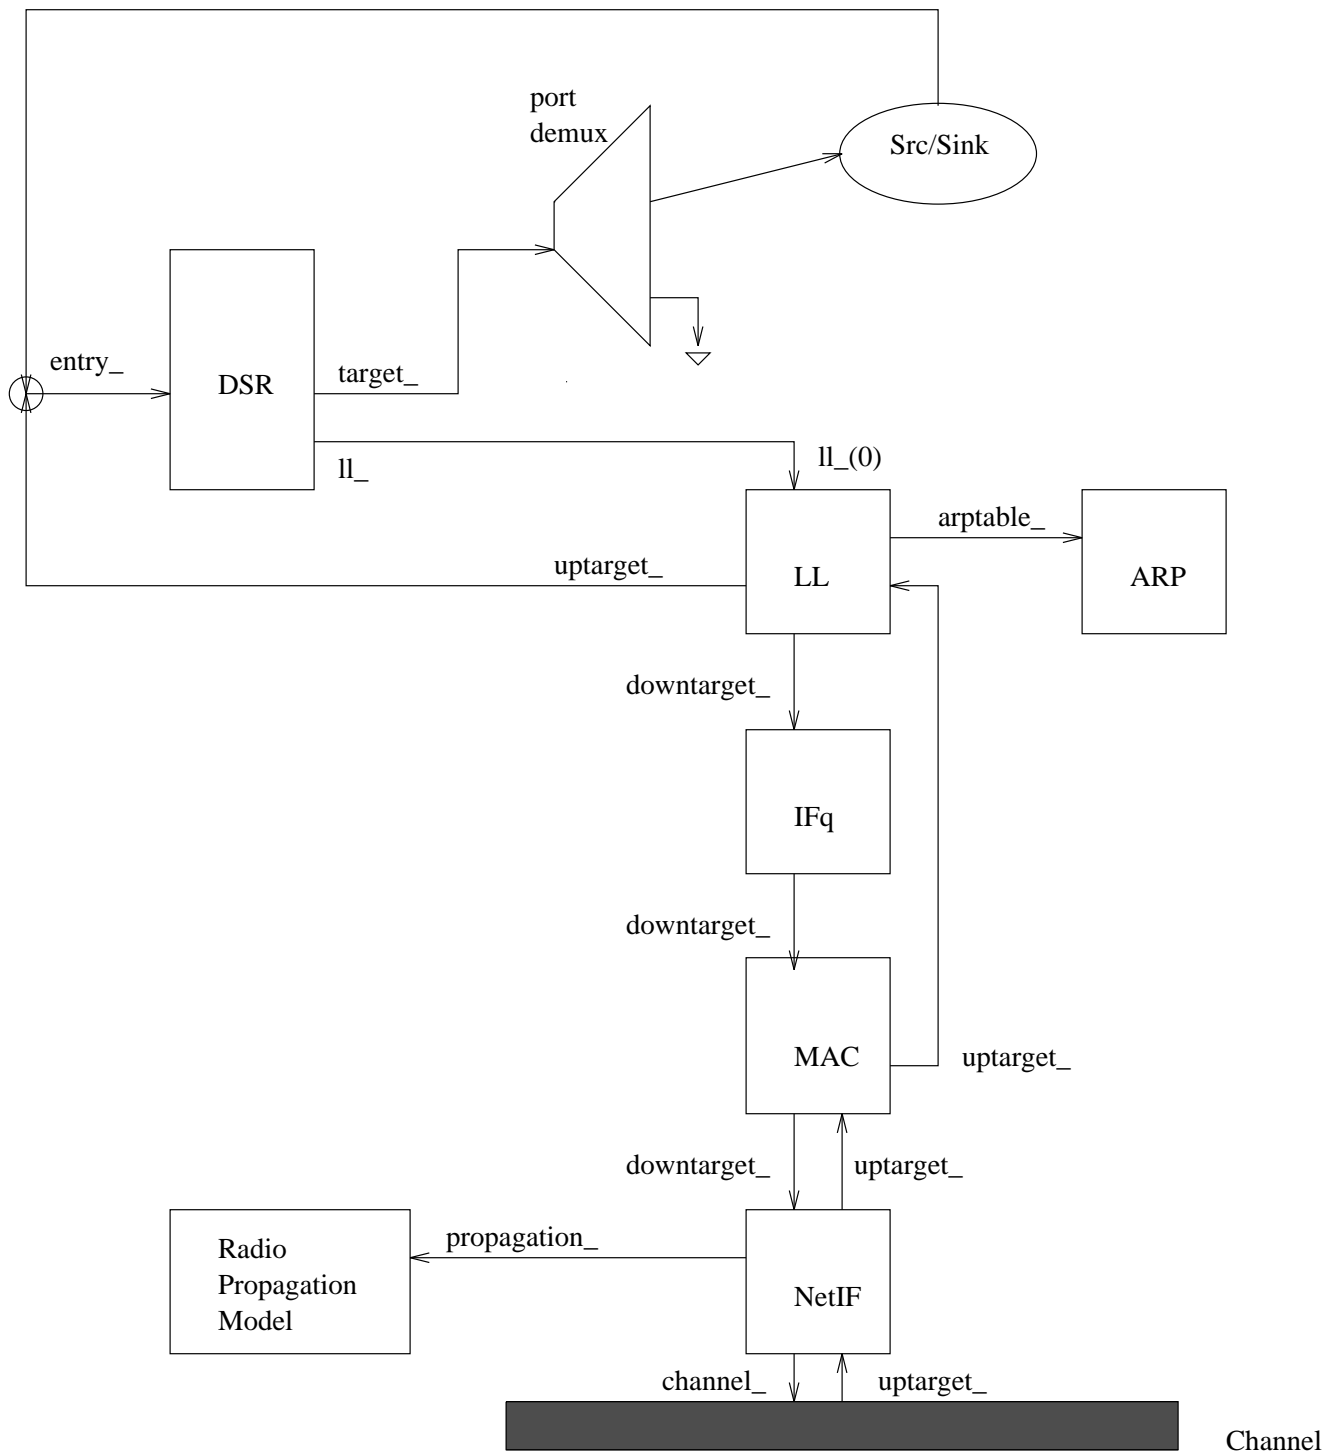 port
demux
Src/Sink
entry_
DSR
target_
ll_
ll_(0)
arptable_
uptarget_
LL
ARP
downtarget_
IFq
downtarget_
MAC
uptarget_
downtarget_
uptarget_
Radio
Propagation
Model
propagation_
NetIF
channel_
uptarget_
Channel